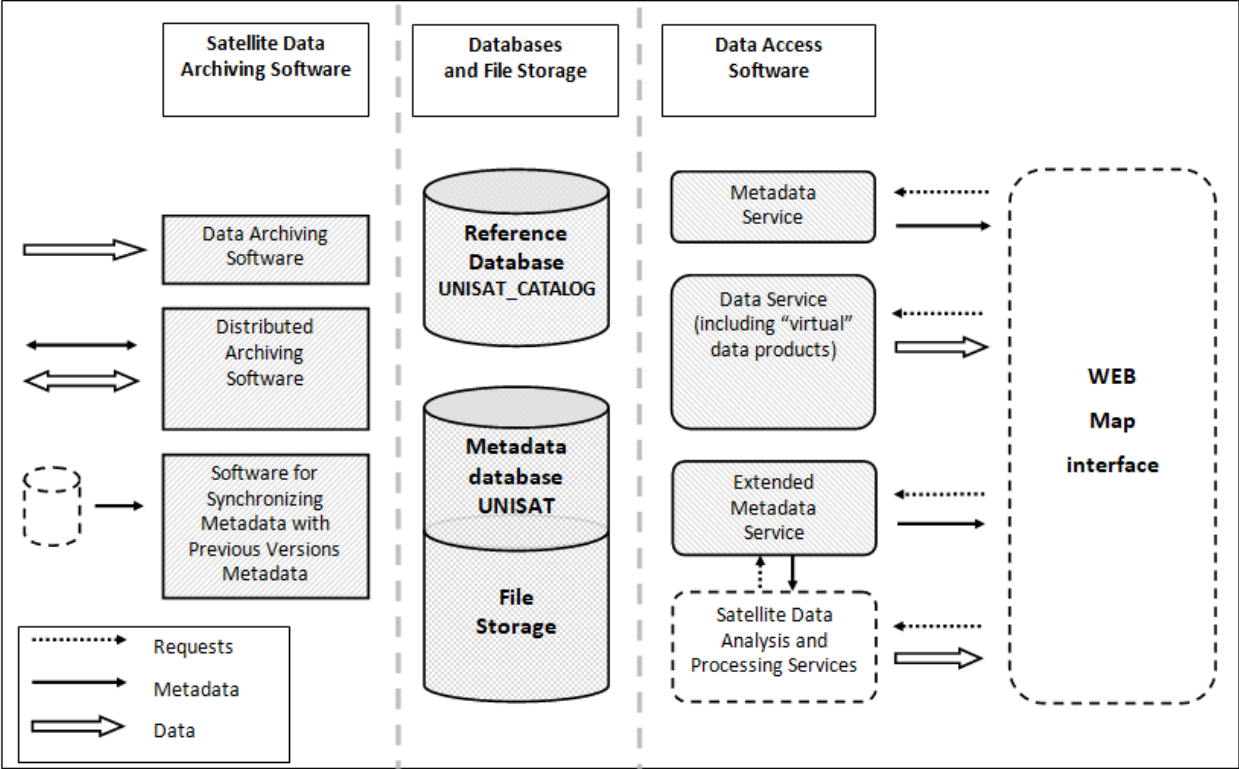 Satellite Data
Archiving Software
Databases
and File Storage
Data Access
Software
Data Archiving
Software
Distributed
Archiving
Software
Software for
Synchronizing
Metadata with
Previous Versions
Metadata
Requests
Metadata
Data
Reference
Database
UNISAT_CATALOG
Metadata
database
UNISAT
File
Storage
Metadata
Service
Data Service
(including “virtual”
data products)
Extended
Metadata
Service
Satellite Data
Analysis and
Processing Services
WEB
Map
interface